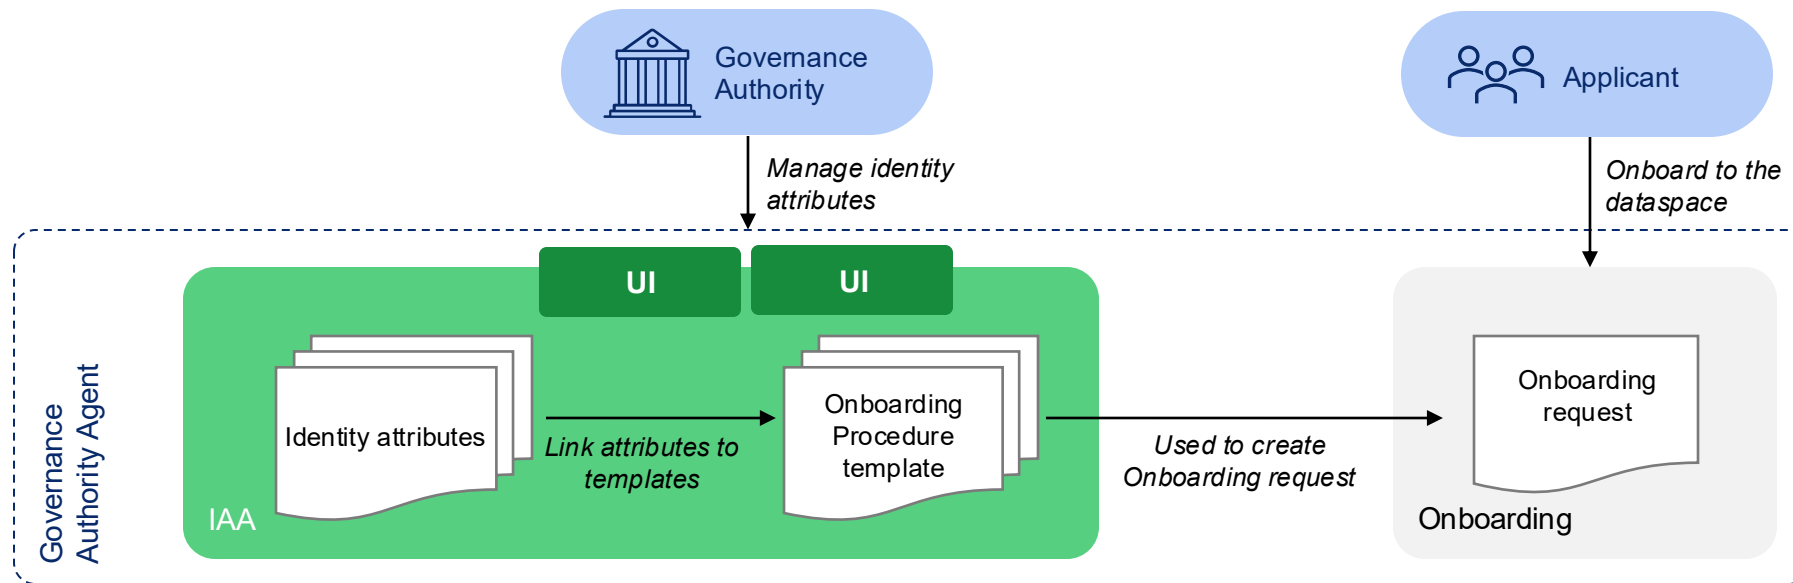 Governance
Authority
Applicant
Manage identity
attributes
Onboard to the
dataspace
UI
UI
Governance
Authority Agent
Identity attributes
Link attributes to
templates
Onboarding
Procedure
template
Used to create
Onboarding request
Onboarding
request
IAA
Onboarding